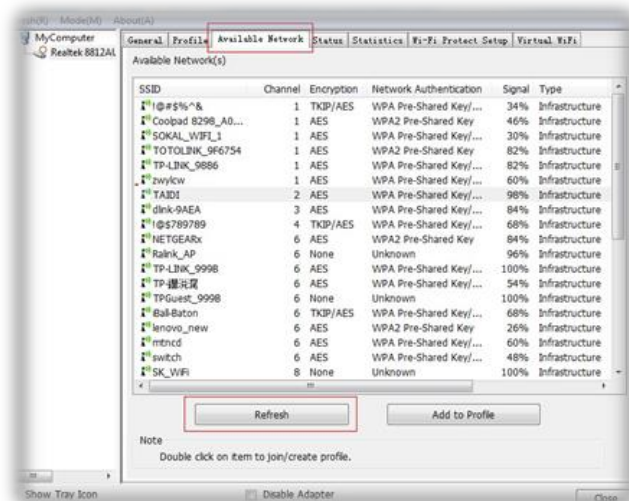 esh(R) Mode(M) About(A)
MyComputer
Realtek 8812AU
General Profile Available Network Status Statistics Wi-Fi Protect Setup Virtual WiFi
Available Network(s)
SSID Channel Encryption Network Authentication Signal Type
!@#$%^& 1 TKIP/AES WPA Pre-Shared Key/... 34% Infrastructure
Coolpad 8298_A0... 1 AES WPA2 Pre-Shared Key 46% Infrastructure
SOKAL_WIFI_1 1 AES WPA Pre-Shared Key/... 30% Infrastructure
TOTOLINK_9F6754 1 AES WPA2 Pre-Shared Key 82% Infrastructure
TP-LINK_9886 1 AES WPA Pre-Shared Key/... 82% Infrastructure
zwylcw 1 AES WPA Pre-Shared Key/... 60% Infrastructure
TAIDI 2 AES WPA Pre-Shared Key/... 98% Infrastructure
dlink-9AEA 3 AES WPA Pre-Shared Key/... 84% Infrastructure
!@$789789 4 TKIP/AES WPA Pre-Shared Key/... 68% Infrastructure
NETGEARx 6 AES WPA2 Pre-Shared Key 84% Infrastructure
Ralink_AP 6 None Unknown 96% Infrastructure
TP-LINK_9998 6 AES WPA Pre-Shared Key/... 100% Infrastructure
6 AES WPA Pre-Shared Key/... 54% Infrastructure
TPGuest_9998 6 None Unknown 100% Infrastructure
Ball-Baton 6 TKIP/AES WPA Pre-Shared Key/... 68% Infrastructure
lenovo_new 6 AES WPA2 Pre-Shared Key 26% Infrastructure
mtncd 6 AES WPA Pre-Shared Key/... 60% Infrastructure
switch 6 AES WPA Pre-Shared Key/... 48% Infrastructure
SK_WiFi 8 None Unknown 100% Infrastructure
Refresh Add to Profile
Note
Double click on item to join/create profile.
Show Tray Icon Disable Adapter Close